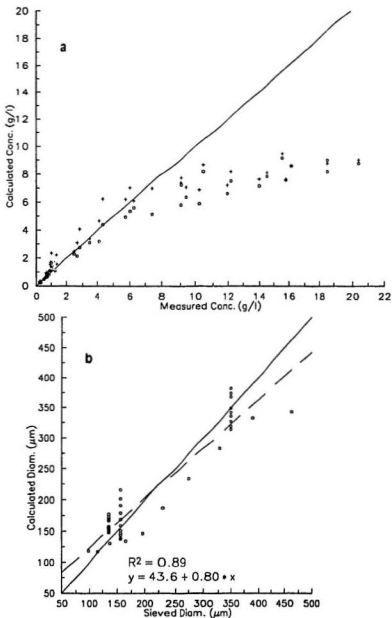 a
Calculated Conc. (g/l)
20
18
16
14
12
10
8
6
4
2
0
0 2 4 6 8 10 12 14 16 18 20 22
Measured Conc. (g/l)
b
Calculated Diam. (μm)
500
450
400
350
300
250
200
150
100
50
50 100 150 200 250 300 350 400 450 500
Sieved Diam. (μm)
R² = 0.89
y = 43.6 + 0.80 * x